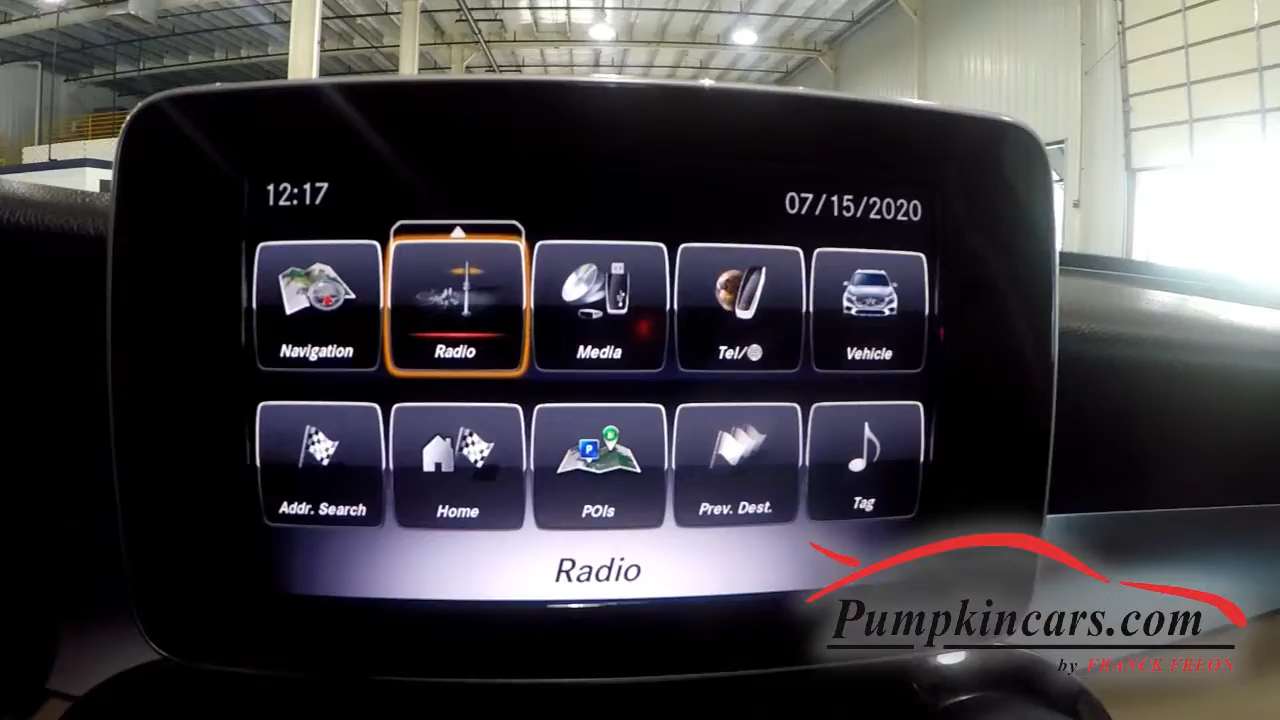 12:17
07/15/2020
Navigation
Radio
Media
Tel/
Vehicle
Addr. Search
Home
P
POIs
Prev. Dest.
Tag
Radio
Pumpkincars.com
by FRANCK FREON